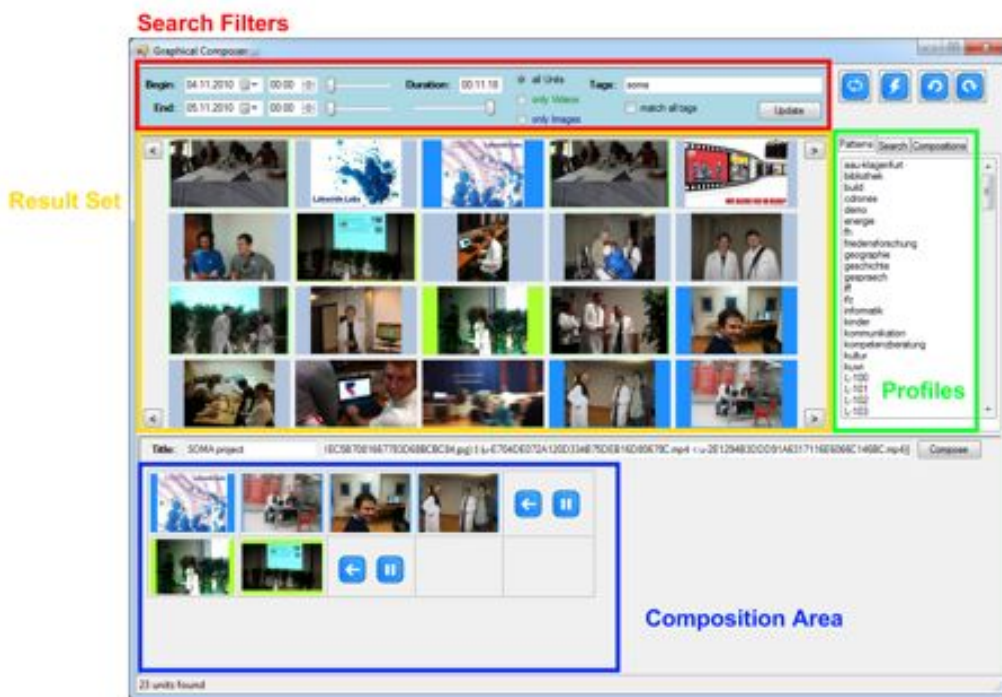 Search Filters
Graphical Composer
Begin: 04.11.2010 00:00 Duration: 00:11.18 all Units Tags: soma
only Videos
End: 05.11.2010 00:00 match all tags Update
only Images
Result Set
< >
Patterns Search Compositions
Lakeside Labs
aau-klagenfurt
bibliothek
build
cdrones
demo
energie
fh
friedensforschung
geographie
geschichte
gespraech
iff
informatik
kinder
kommunikation
kompetenzberatung
kultur
kuwi
L-100
L-101
L-102
L-103
Profiles
< >
Title: SOMA project Compose
Composition Area
23 units found